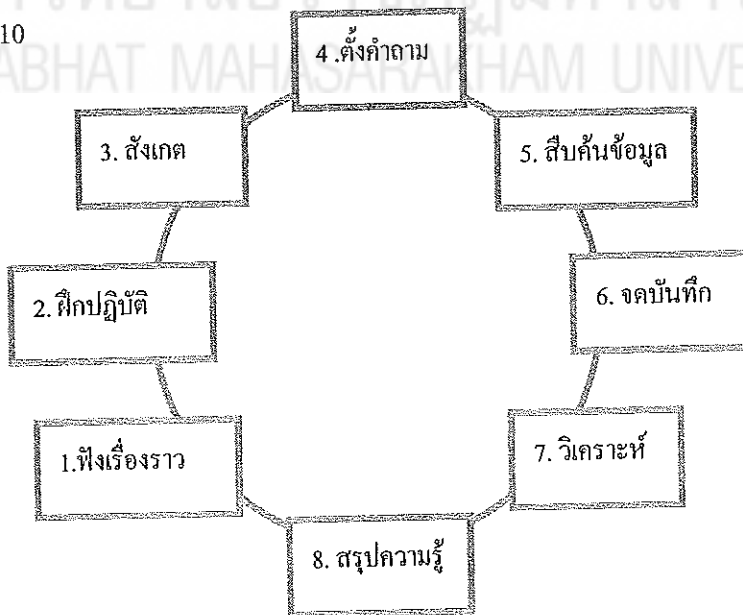 10
ABHAT MAHASARAKHAM UNIVE
4 .ตั้งคำถาม
3. สังเกต
5. สืบค้นข้อมูล
2. ฝึกปฏิบัติ
6. จดบันทึก
1.ฟังเรื่องราว
7. วิเคราะห์
8. สรุปความรู้